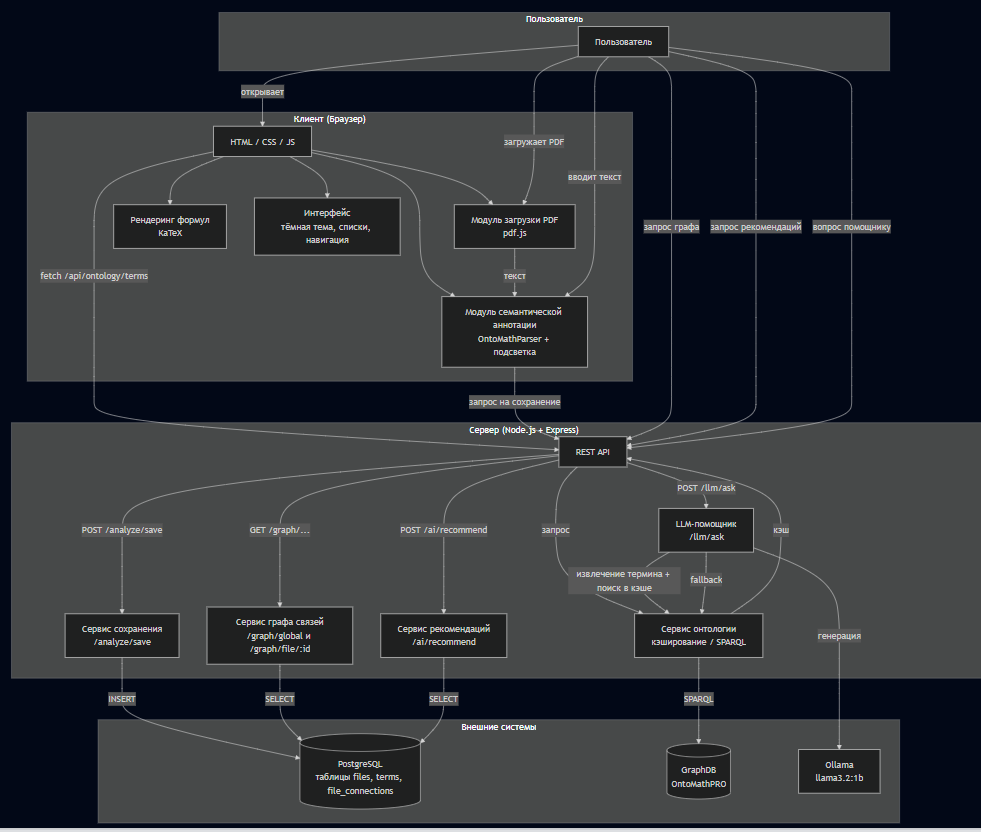 Пользователь
Пользователь
открывает
Клиент (Браузер)
HTML / CSS / JS
загружает PDF
вводит текст
Рендеринг формул
KaTeX
Интерфейс
тёмная тема, списки,
навигация
Модуль загрузки PDF
pdf.js
запрос графа
запрос рекомендаций
вопрос помощнику
fetch /api/ontology/terms
текст
Модуль семантической
аннотации
OntoMathParser +
подсветка
запрос на сохранение
Сервер (Node.js + Express)
REST API
POST /llm/ask
POST /analyze/save
GET /graph/...
POST /ai/recommend
запрос
LLM-помощник
/llm/ask
кэш
извлечение термина +
поиск в кэше
fallback
Сервис сохранения
/analyze/save
Сервис графа связей
/graph/global и
/graph/file/:id
Сервис рекомендаций
/ai/recommend
Сервис онтологии
кэширование / SPARQL
генерация
INSERT
SELECT
SELECT
SPARQL
Внешние системы
PostgreSQL
таблицы files, terms,
file_connections
GraphDB
OntoMathPRO
Ollama
llama3.2:1b